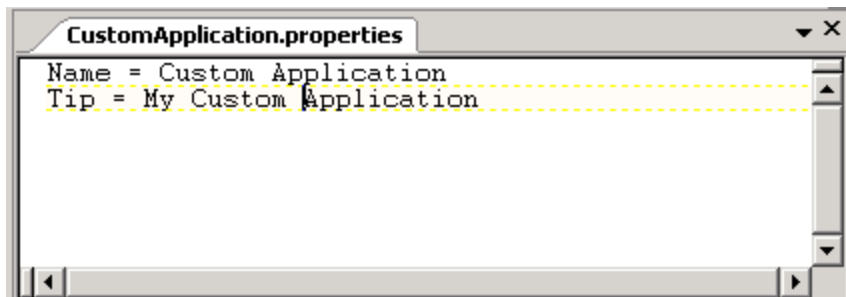 CustomApplication.properties
Name = Custom Application
Tip = My Custom Application